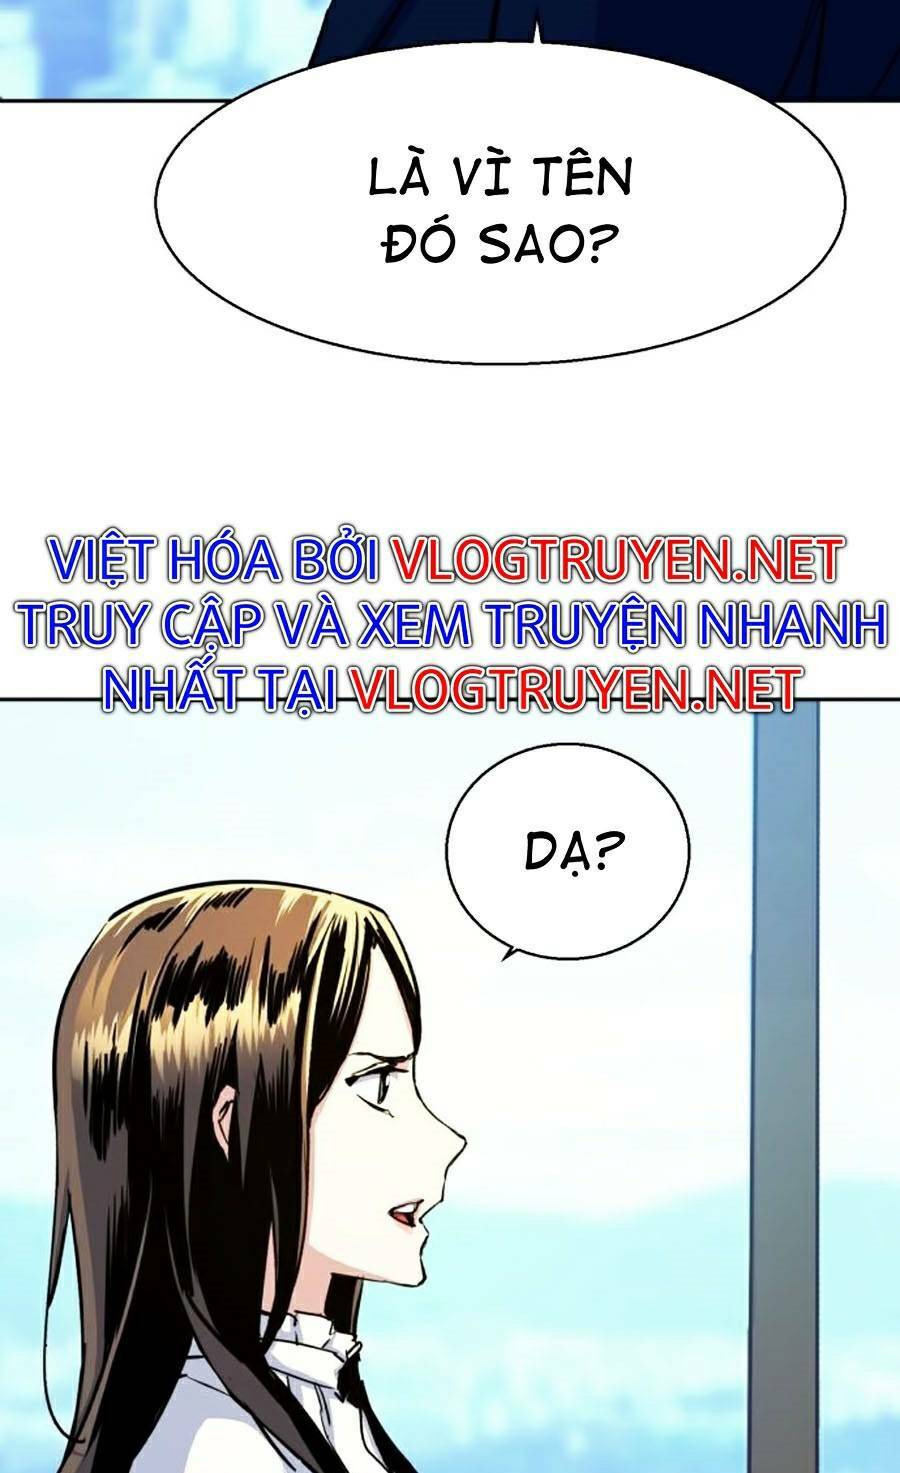 LÀ VÌ TÊN
ĐÓ SAO?
VIỆT HÓA BỞI VLOGTRUYEN.NET
TRUY CẬP VÀ XEM TRUYỆN NHANH
NHẤT TẠI VLOGTRUYEN.NET
DẠ?